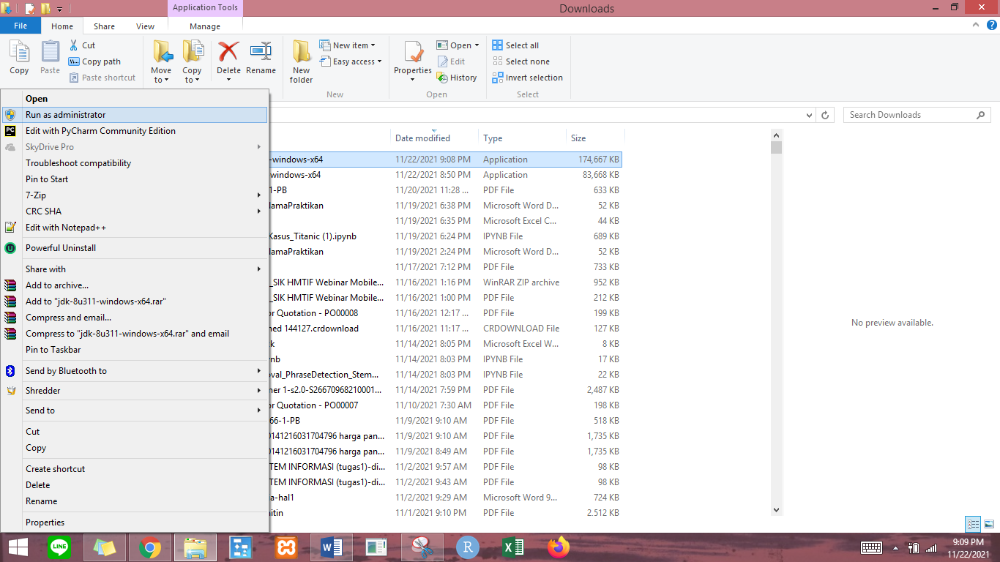 Application Tools
Downloads
File
Home
Share
View
Manage
Copy
Paste
Cut
Copy path
Paste shortcut
Move to
Copy to
Delete
Rename
New folder
New item
Easy access
New
Properties
Open
Edit
History
Open
Select all
Select none
Invert selection
Select
Search Downloads
Open
Run as administrator
Edit with PyCharm Community Edition
SkyDrive Pro
Troubleshoot compatibility
Pin to Start
7-Zip
CRC SHA
Edit with Notepad++
Powerful Uninstall
Share with
Add to archive...
Add to "jdk-8u311-windows-x64.rar"
Compress and email...
Compress to "jdk-8u311-windows-x64.rar" and email
Pin to Taskbar
Send by Bluetooth to
Shredder
Send to
Cut
Copy
Create shortcut
Delete
Rename
Properties
Date modified Type Size
-windows-x64 11/22/2021 9:08 PM Application 174,667 KB
windows-x64 11/22/2021 8:50 PM Application 83,668 KB
1-PB 11/20/2021 11:28 ... PDF File 633 KB
lamaPraktikan 11/19/2021 6:38 PM Microsoft Word D... 52 KB
11/19/2021 6:35 PM Microsoft Excel C... 44 KB
Kasus_Titanic (1).ipynb 11/19/2021 6:24 PM IPYNB File 689 KB
lamaPraktikan 11/19/2021 2:24 PM Microsoft Word D... 52 KB
11/17/2021 7:12 PM PDF File 733 KB
_SIK HMTIF Webinar Mobile... 11/16/2021 1:16 PM WinRAR ZIP archive 952 KB
_SIK HMTIF Webinar Mobile... 11/16/2021 1:00 PM PDF File 212 KB
or Quotation - PO00008 11/16/2021 12:17 ... PDF File 199 KB
ned 144127.crdownload 11/16/2021 11:17 ... CRDOWNLOAD File 127 KB
k 11/14/2021 8:05 PM Microsoft Excel W... 8 KB
nb 11/14/2021 8:03 PM IPYNB File 17 KB
oval_PhraseDetection_Stem... 11/14/2021 8:03 PM IPYNB File 22 KB
ner 1-s2.0-S26670968210001... 11/14/2021 7:59 PM PDF File 2,487 KB
or Quotation - PO00007 11/10/2021 7:30 AM PDF File 198 KB
66-1-PB 11/9/2021 9:10 AM PDF File 518 KB
0141216031704796 harga pan... 11/9/2021 9:10 AM PDF File 1,735 KB
0141216031704796 harga pan... 11/9/2021 8:49 AM PDF File 1,735 KB
TEM INFORMASI (tugas1)-di... 11/2/2021 9:57 AM PDF File 98 KB
TEM INFORMASI (tugas1)-di... 11/2/2021 9:43 AM PDF File 98 KB
a-hal1 11/2/2021 9:29 AM Microsoft Word 9... 724 KB
nitin 11/1/2021 9:10 PM PDF File 2.512 KB
No preview available.
LINE
R
9:09 PM
11/22/2021